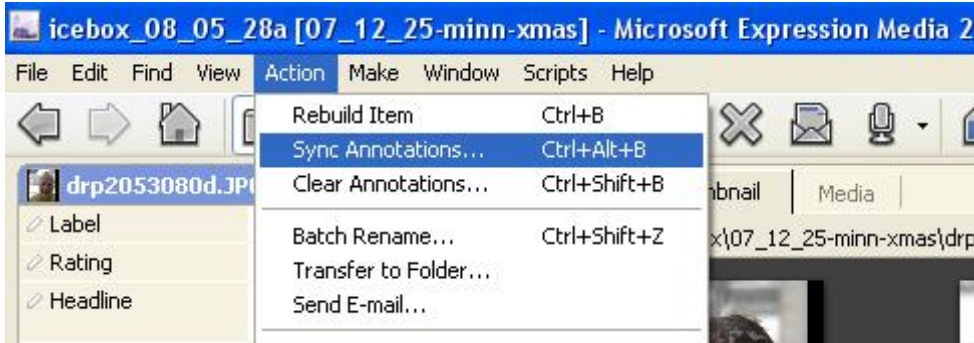 icebox_08_05_28a [07_12_25-minn-xmas] - Microsoft Expression Media 2
File Edit Find View Action Make Window Scripts Help
Rebuild Item Ctrl+B
Sync Annotations... Ctrl+Alt+B
Clear Annotations... Ctrl+Shift+B
Batch Rename... Ctrl+Shift+Z
Transfer to Folder...
Send E-mail...
drp2053080d.JP
Label
Rating
Headline
Media
x\07_12_25-minn-xmas\drp